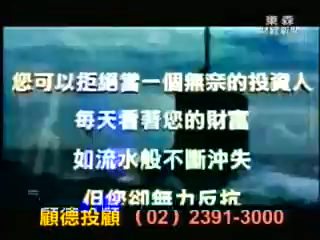 東森
財經新聞
您可以拒絕當一個無奈的投資人
每天看著您的財富
如流水般不斷沖失
但您卻無力反抗
顧德投顧 (02) 2391-3000